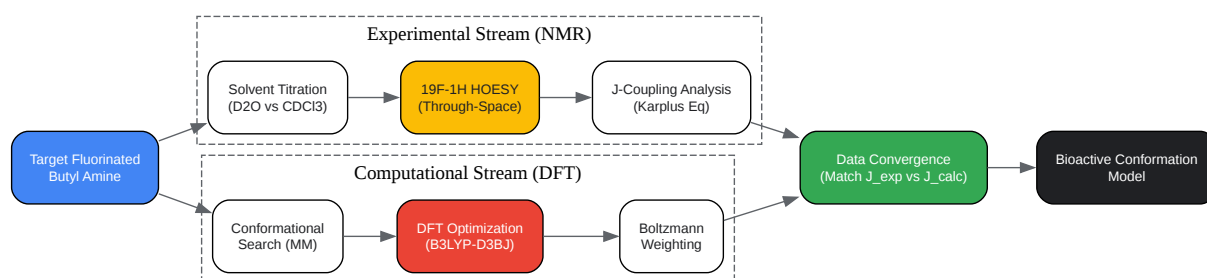 Experimental Stream (NMR)
Solvent Titration
(D2O vs CDCl3)
19F-1H HOESY
(Through-Space)
J-Coupling Analysis
(Karplus Eq)
Target Fluorinated
Butyl Amine
Computational Stream (DFT)
Conformational
Search (MM)
DFT Optimization
(B3LYP-D3BJ)
Boltzmann
Weighting
Data Convergence
(Match J_exp vs J_calc)
Bioactive Conformation
Model